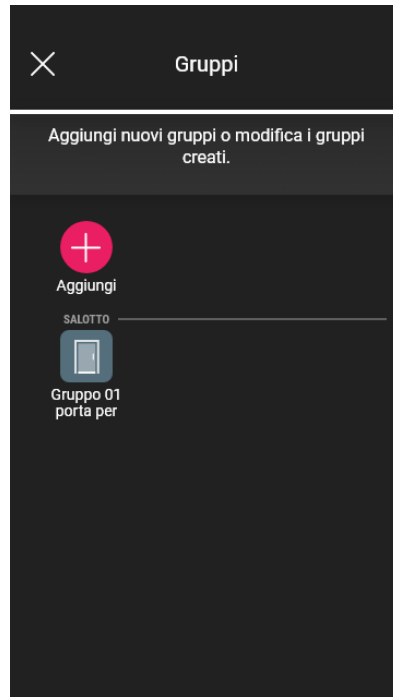 Gruppi
Aggiungi nuovi gruppi o modifica i gruppi
creati.
Aggiungi
SALOTTO
Gruppo 01
porta per